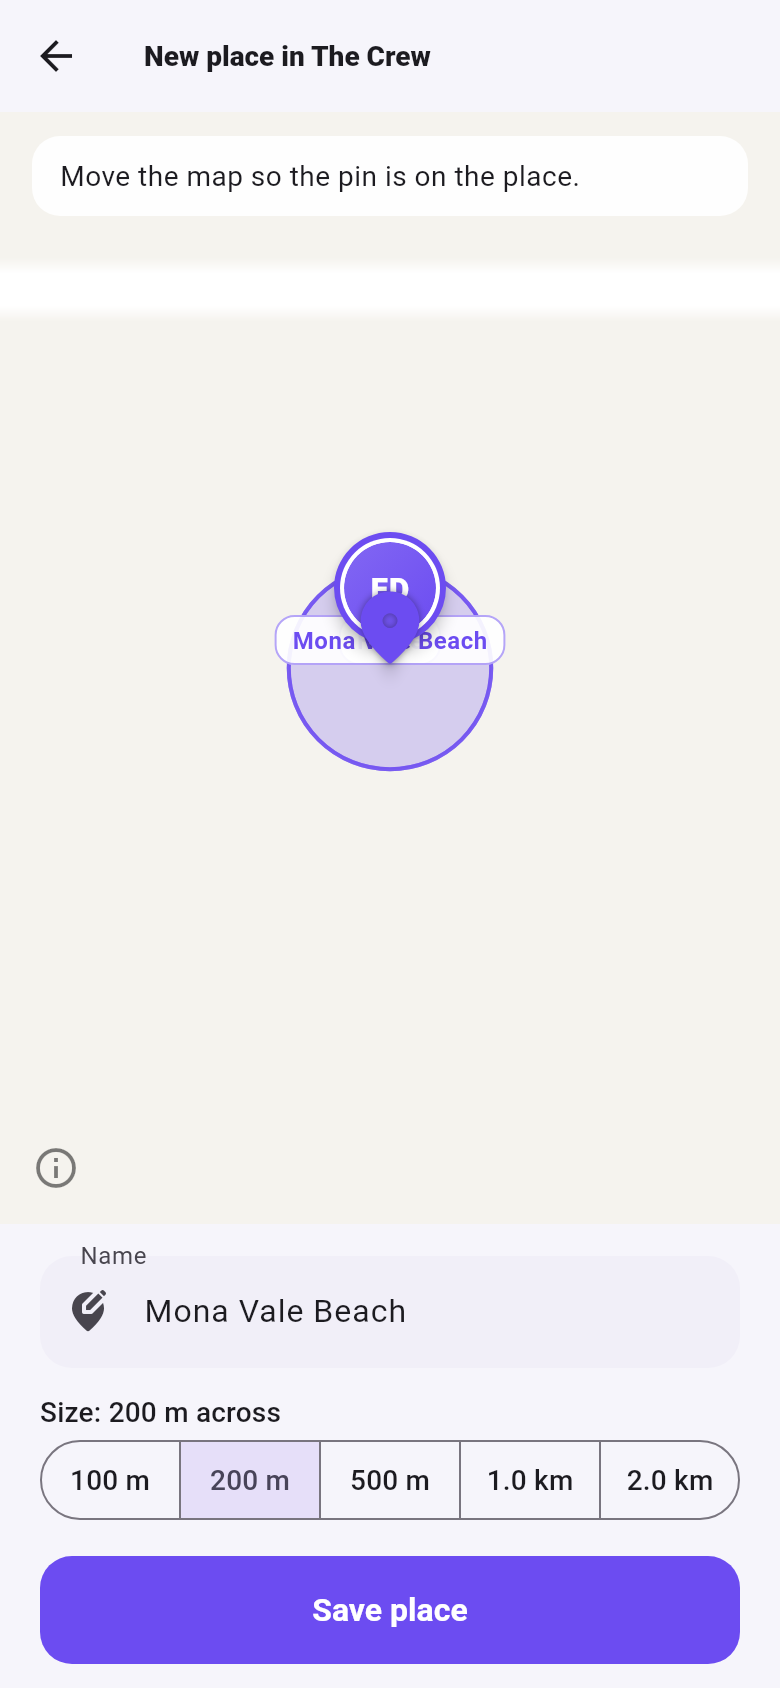 New place in The Crew
Move the map so the pin is on the place.
Mona Beach
Name
Mona Vale Beach
Size: 200 m across
100 m
200 m
500 m
1.0 km
2.0 km
Save place